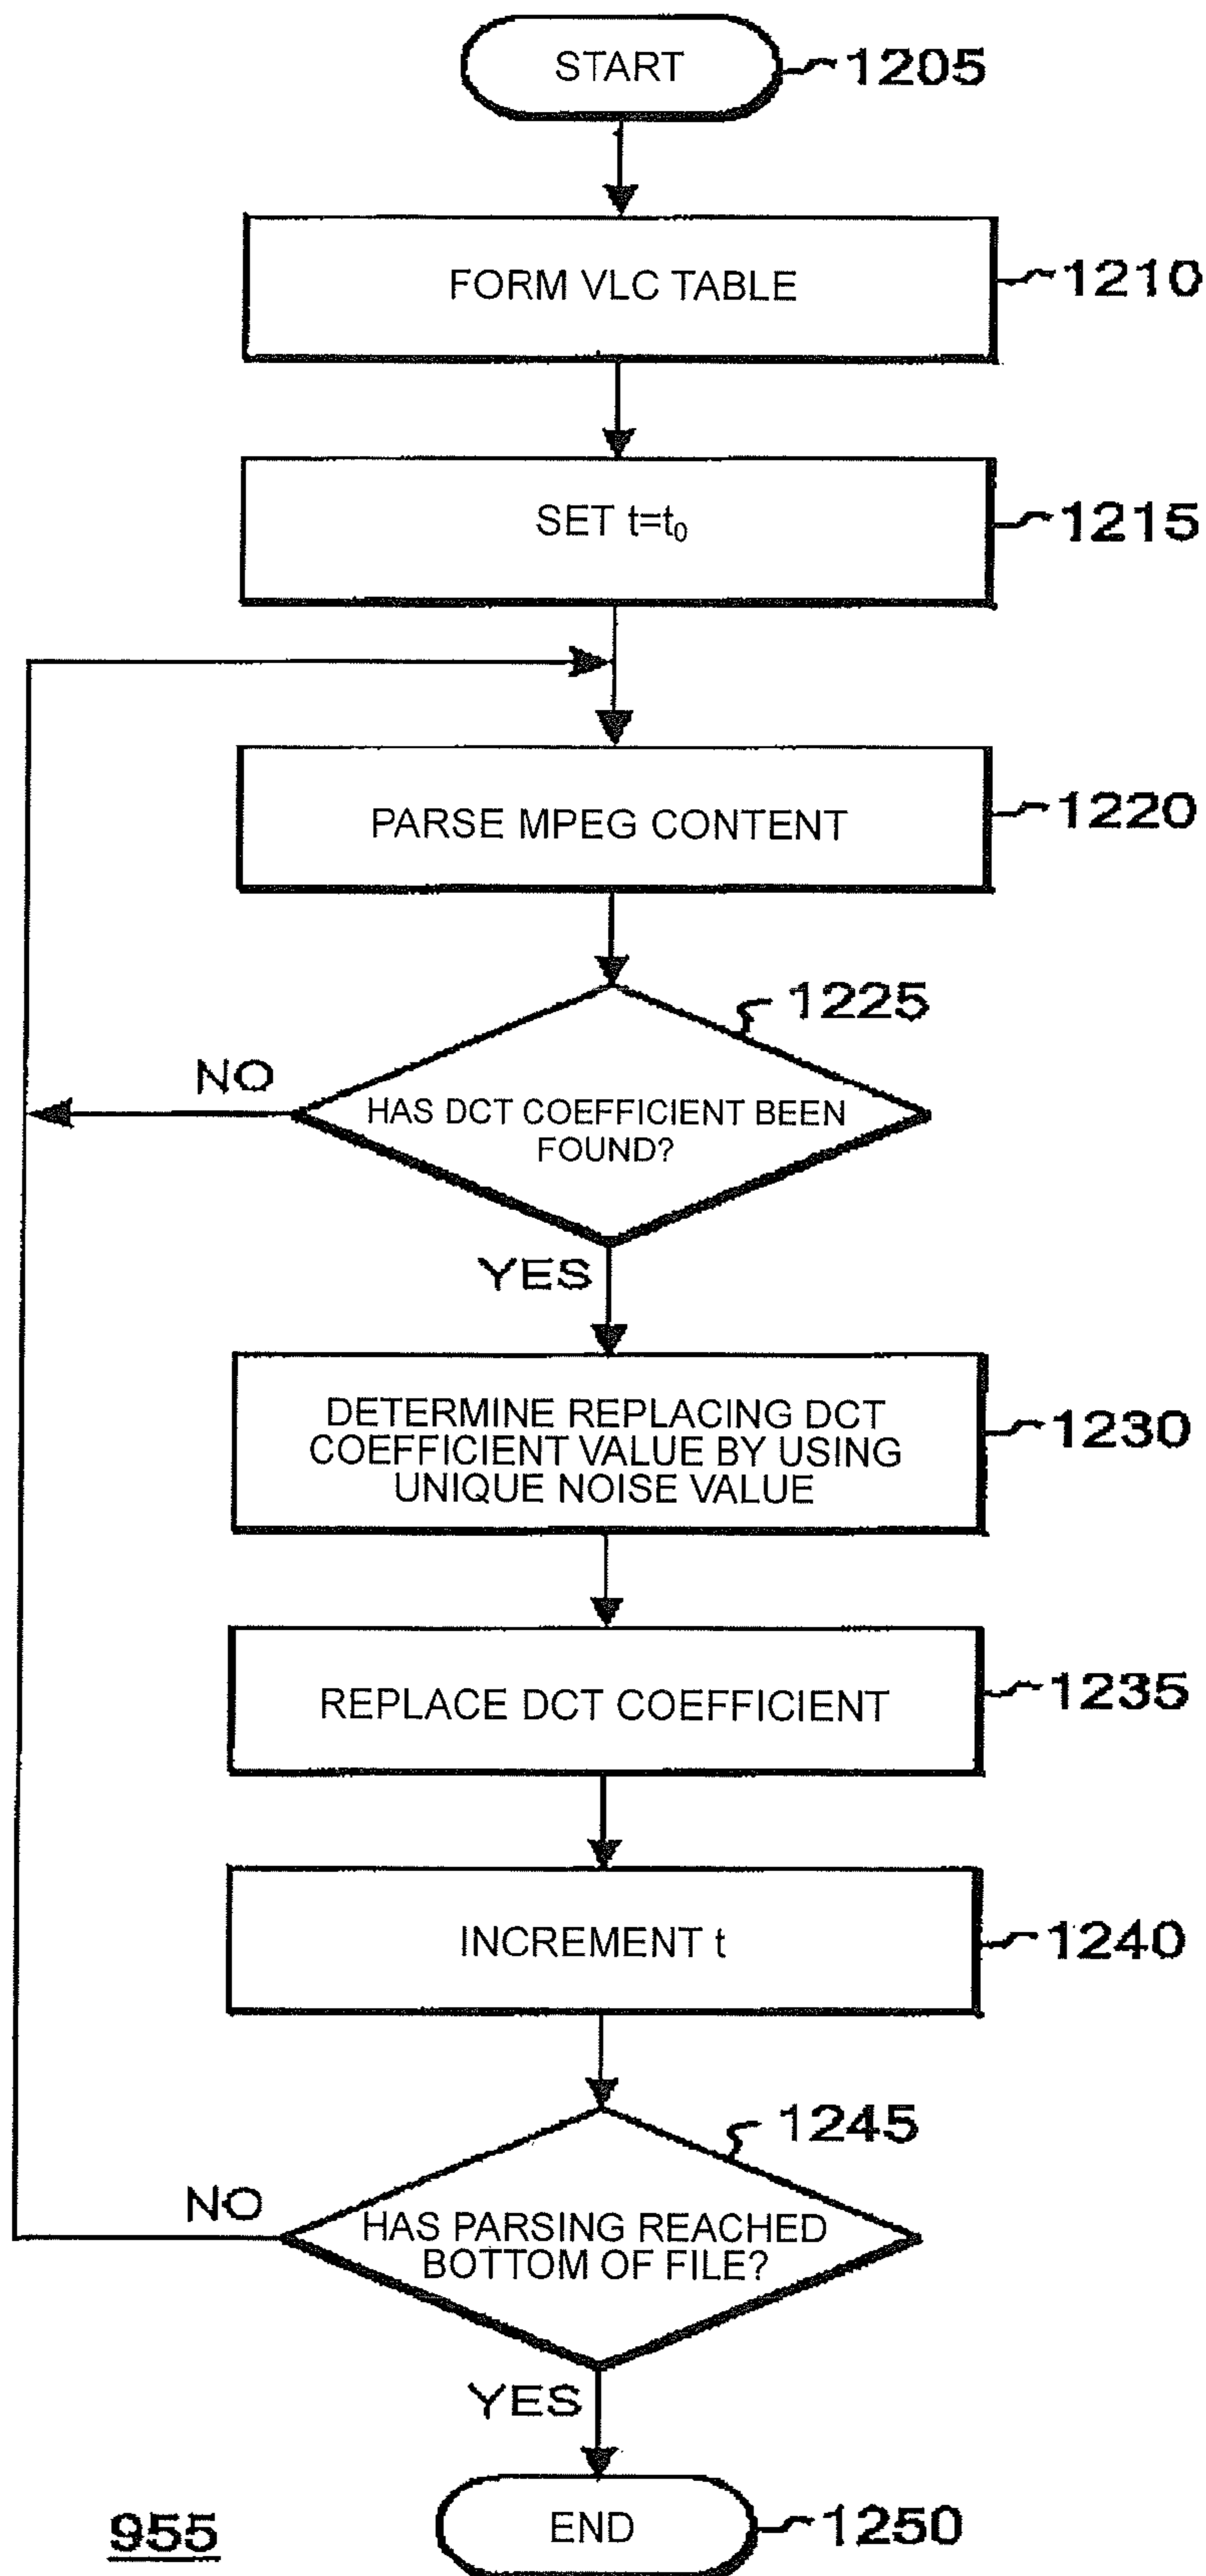 START
1205
FORM VLC TABLE
1210
SET t=t₀
1215
PARSE MPEG CONTENT
1220
1225
NO
HAS DCT COEFFICIENT BEEN
FOUND?
YES
DETERMINE REPLACING DCT
COEFFICIENT VALUE BY USING
UNIQUE NOISE VALUE
1230
REPLACE DCT COEFFICIENT
1235
INCREMENT t
1240
1245
NO
HAS PARSING REACHED
BOTTOM OF FILE?
YES
END
1250
955